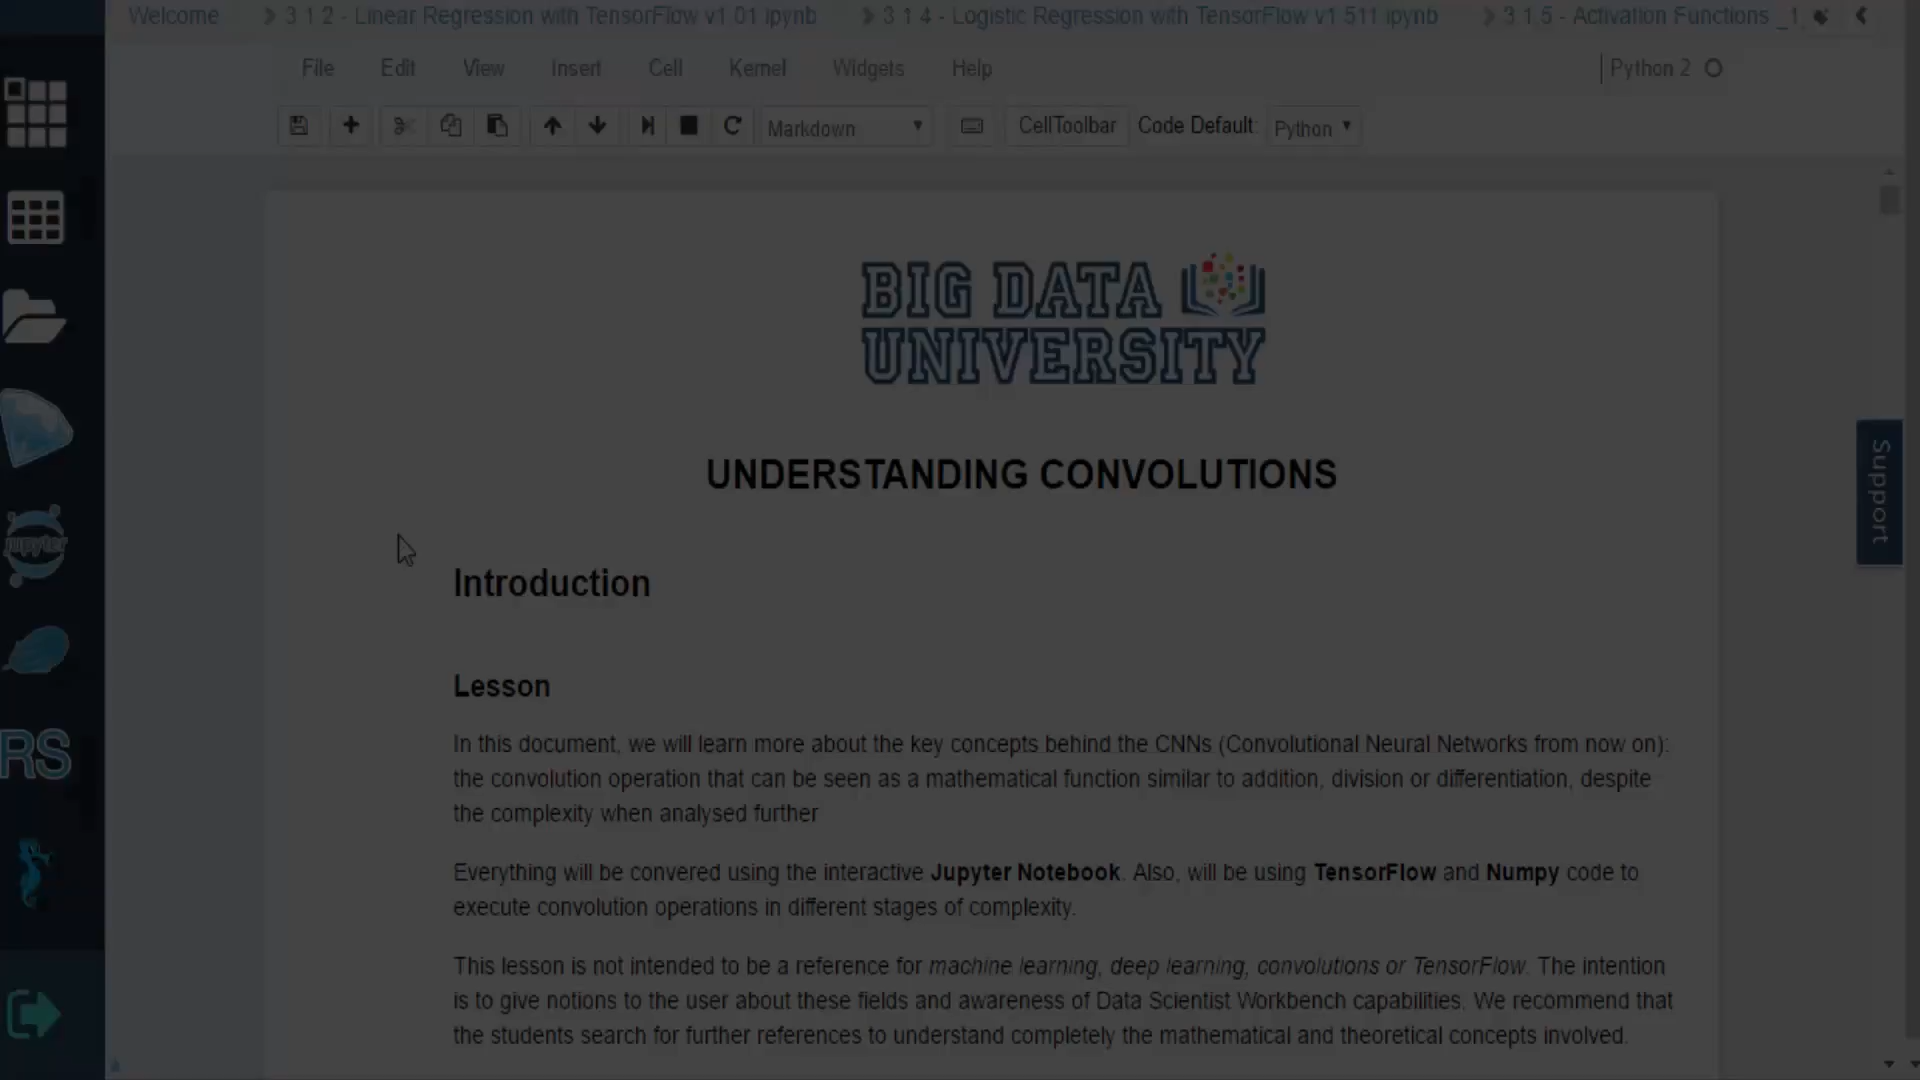 Welcome
3 1 2 - Linear Regression with TensorFlow v1.01 ipynb
3 1 4 - Logistic Regression with TensorFlow v1 511 ipynb
3 1.5 - Activation Functions _1
File Edit View Insert Cell Kernel Widgets Help
Python 2
Markdown
CellToolbar
Code Default:
Python
BIG DATA
UNIVERSITY
UNDERSTANDING CONVOLUTIONS
Support
jupyter
Introduction
Lesson
RS
In this document, we will learn more about the key concepts behind the CNNs (Convolutional Neural Networks from now on):
the convolution operation that can be seen as a mathematical function similar to addition, division or differentiation, despite
the complexity when analysed further
Everything will be convered using the interactive Jupyter Notebook. Also, will be using TensorFlow and Numpy code to
execute convolution operations in different stages of complexity.
This lesson is not intended to be a reference for machine learning, deep learning, convolutions or TensorFlow. The intention
is to give notions to the user about these fields and awareness of Data Scientist Workbench capabilities. We recommend that
the students search for further references to understand completely the mathematical and theoretical concepts involved.